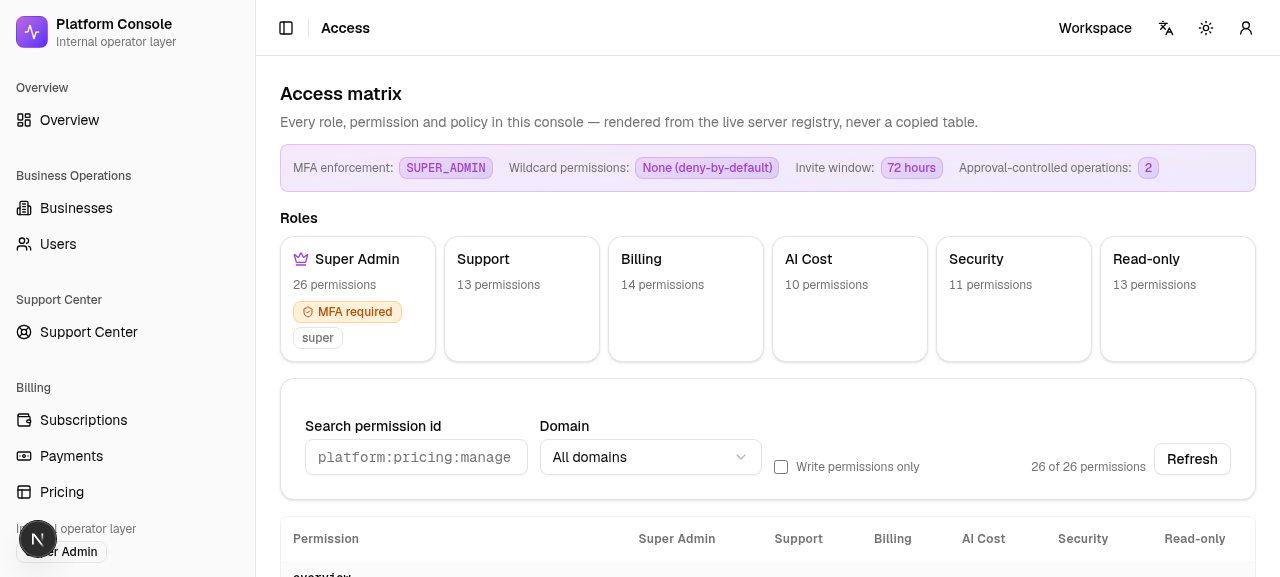 Platform Console
Internal operator layer
Overview
Overview
Business Operations
Businesses
Users
Support Center
Support Center
Billing
Subscriptions
Payments
Pricing
operator layer
Admin
N
Access
Workspace
Access matrix
Every role, permission and policy in this console — rendered from the live server registry, never a copied table.
MFA enforcement: SUPER_ADMIN Wildcard permissions: None (deny-by-default) Invite window: 72 hours Approval-controlled operations: 2
Roles
Super Admin
26 permissions
MFA required
super
Support
13 permissions
Billing
14 permissions
AI Cost
10 permissions
Security
11 permissions
Read-only
13 permissions
Search permission id
platform:pricing:manage
Domain
All domains
Write permissions only
26 of 26 permissions
Refresh
Permission Super Admin Support Billing AI Cost Security Read-only